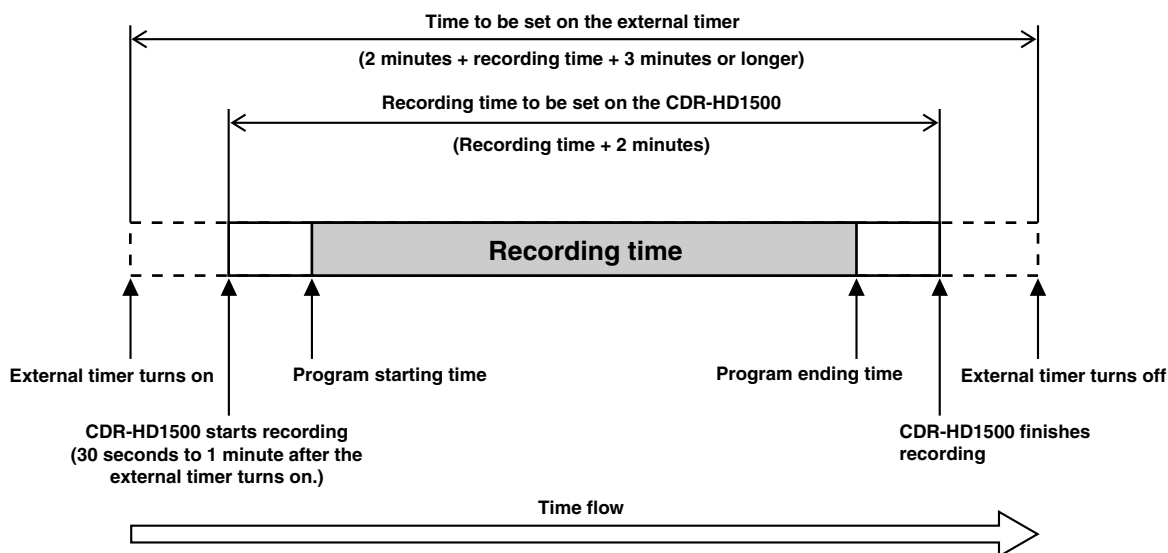 Time to be set on the external timer
(2 minutes + recording time + 3 minutes or longer)
Recording time to be set on the CDR-HD1500
(Recording time + 2 minutes)
Recording time
External timer turns on
Program starting time
Program ending time
External timer turns off
CDR-HD1500 starts recording
(30 seconds to 1 minute after the
external timer turns on.)
CDR-HD1500 finishes
recording
Time flow